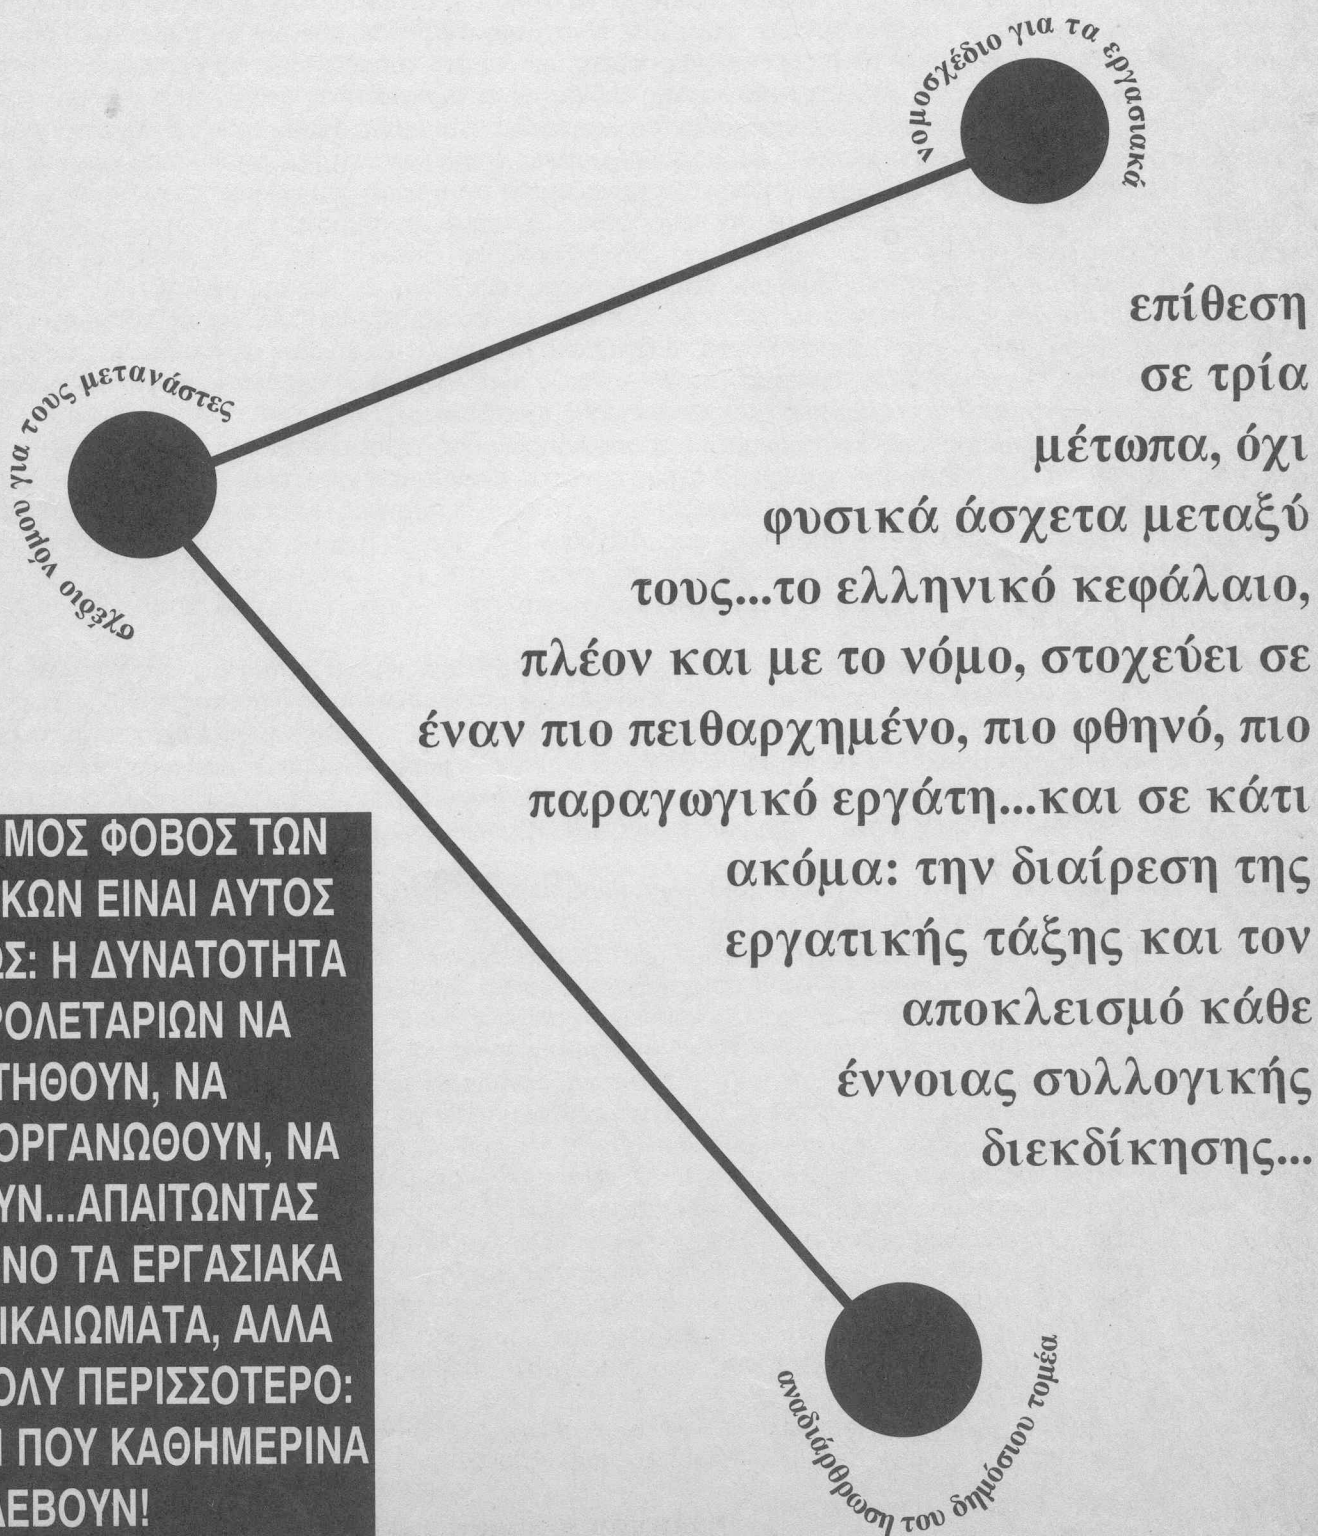 νομοσχέδιο για τα εργασιακά
επίθεση
σε τρία
μέτωπα, όχι
φυσικά άσχετα μεταξύ
τους...το ελληνικό κεφάλαιο,
πλέον και με το νόμο, στοχεύει σε
έναν πιο πειθαρχημένο, πιο φθηνό, πιο
παραγωγικό εργάτη...και σε κάτι
ακόμα: την διαίρεση της
εργατικής τάξης και τον
αποκλεισμό κάθε
έννοιας συλλογικής
διεκδίκησης...
σχέδιο νόμου για τους μετανάστες
ΜΟΣ ΦΟΒΟΣ ΤΩΝ
ΚΩΝ ΕΙΝΑΙ ΑΥΤΟΣ
ΩΣ: Η ΔΥΝΑΤΟΤΗΤΑ
ΡΟΛΕΤΑΡΙΩΝ ΝΑ
ΤΗΘΟΥΝ, ΝΑ
ΟΡΓΑΝΩΘΟΥΝ, ΝΑ
ΥΝ...ΑΠΑΙΤΩΝΤΑΣ
ΝΟ ΤΑ ΕΡΓΑΣΙΑΚΑ
ΙΚΑΙΩΜΑΤΑ, ΑΛΛΑ
ΟΛΥ ΠΕΡΙΣΣΟΤΕΡΟ:
Ι ΠΟΥ ΚΑΘΗΜΕΡΙΝΑ
ΛΕΒΟΥΝ!
αναδιάρθρωση του δημόσιου τομέα